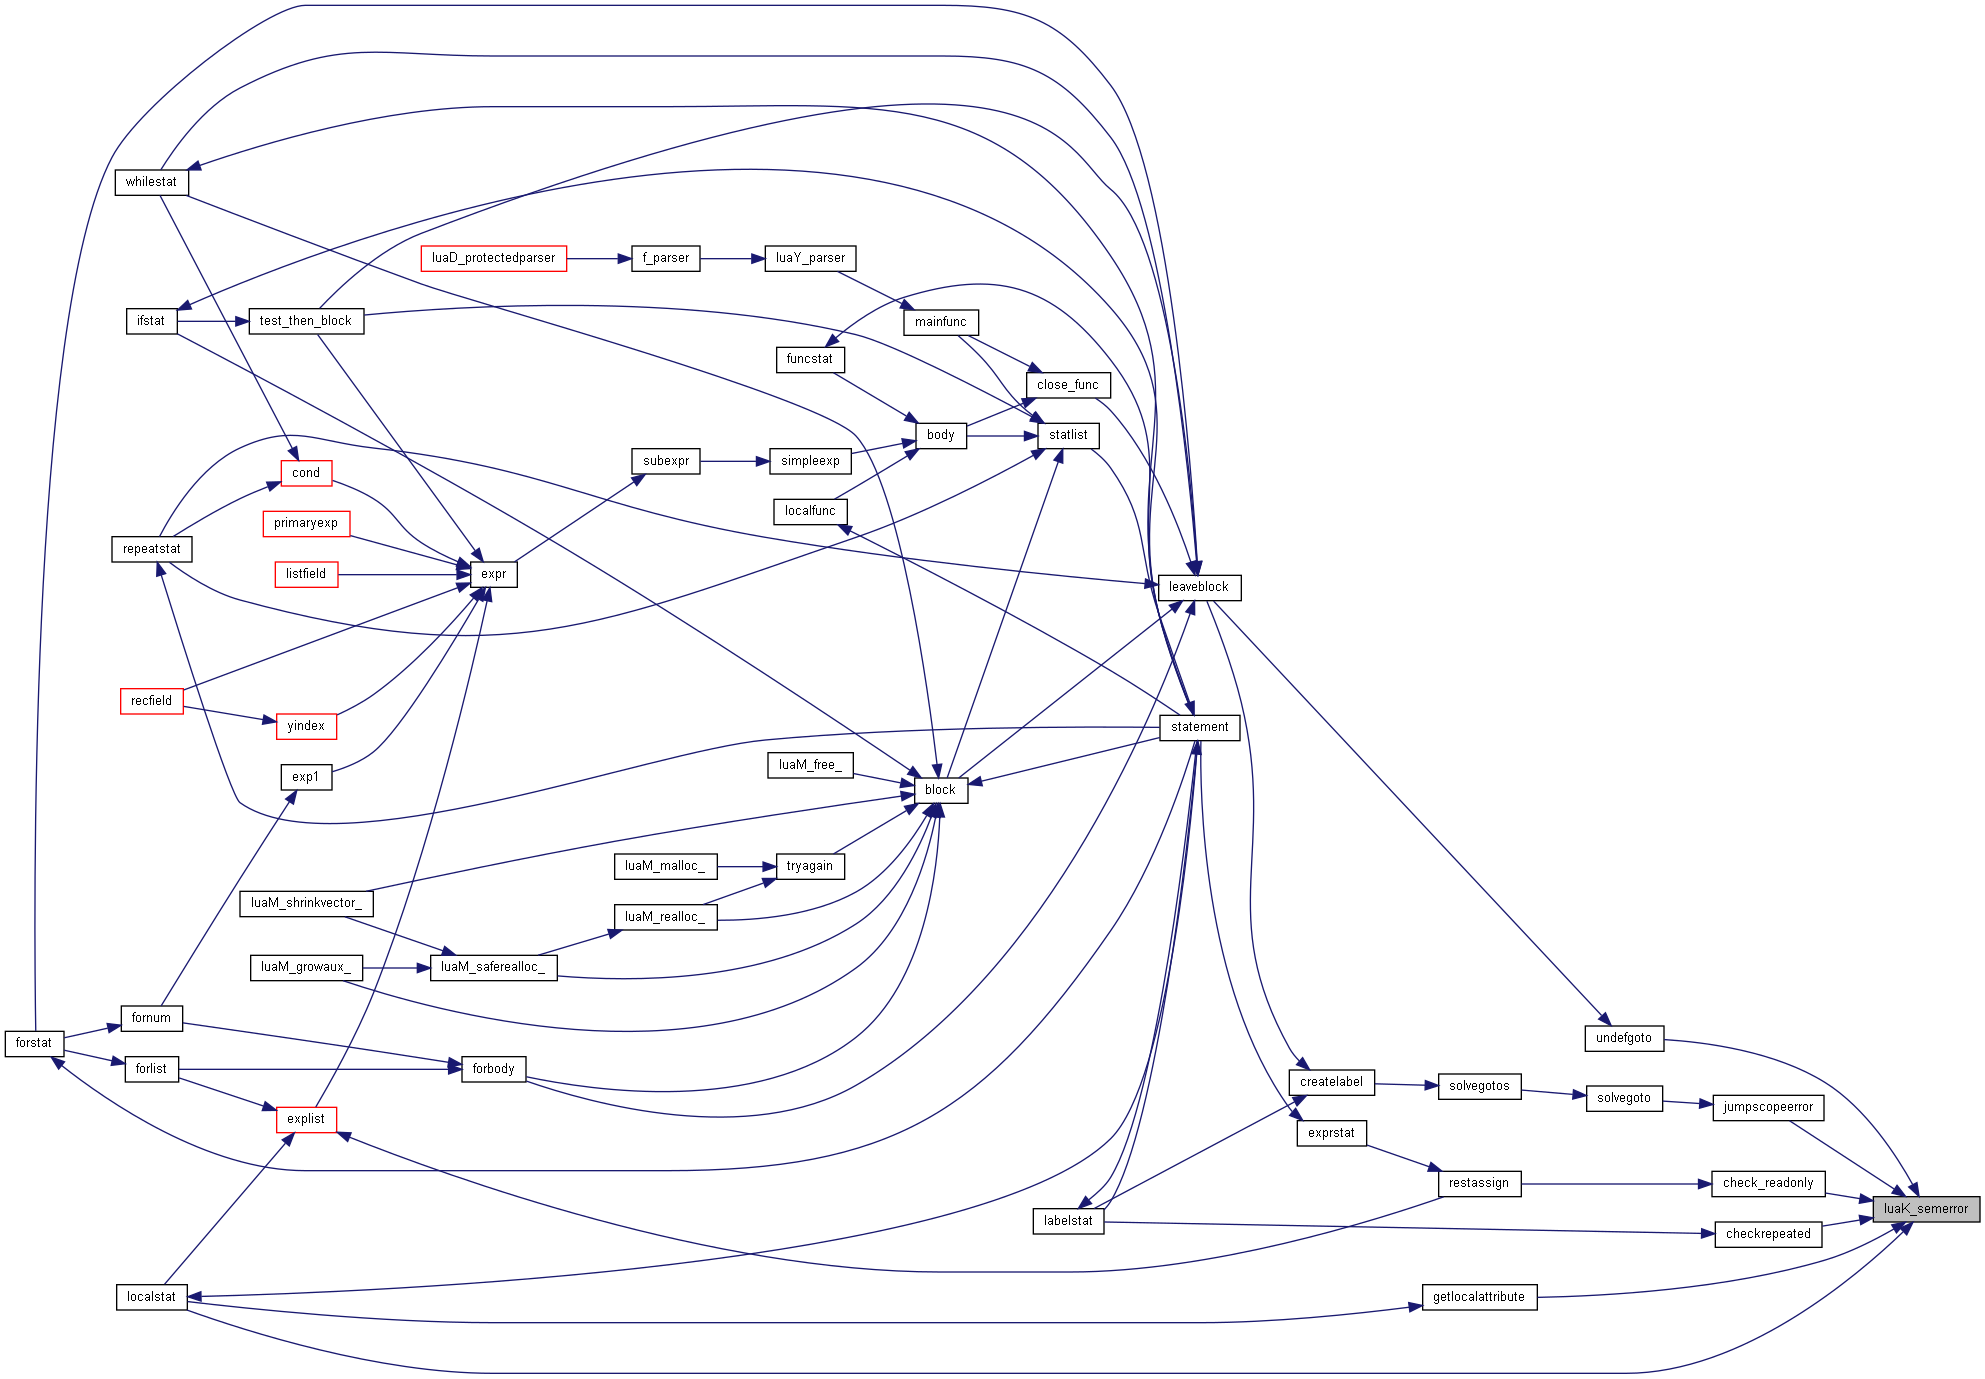 whilestat
luaD_protectedparser
f_parser
luaY_parser
ifstat
test_then_block
mainfunc
funcstat
close_func
body
statlist
cond
subexpr
simpleexp
primaryexp
localfunc
repeatstat
listfield
expr
leaveblock
recfield
yindex
statement
exp1
luaM_free_
block
luaM_malloc_
tryagain
luaM_shrinkvector_
luaM_realloc_
luaM_growaux_
luaM_saferealloc_
fornum
forstat
undefgoto
forlist
forbody
createlabel
solvegotos
solvegoto
jumpscopeerror
explist
exprstat
restassign
check_readonly
luaK_semerror
labelstat
checkrepeated
localstat
getlocalattribute